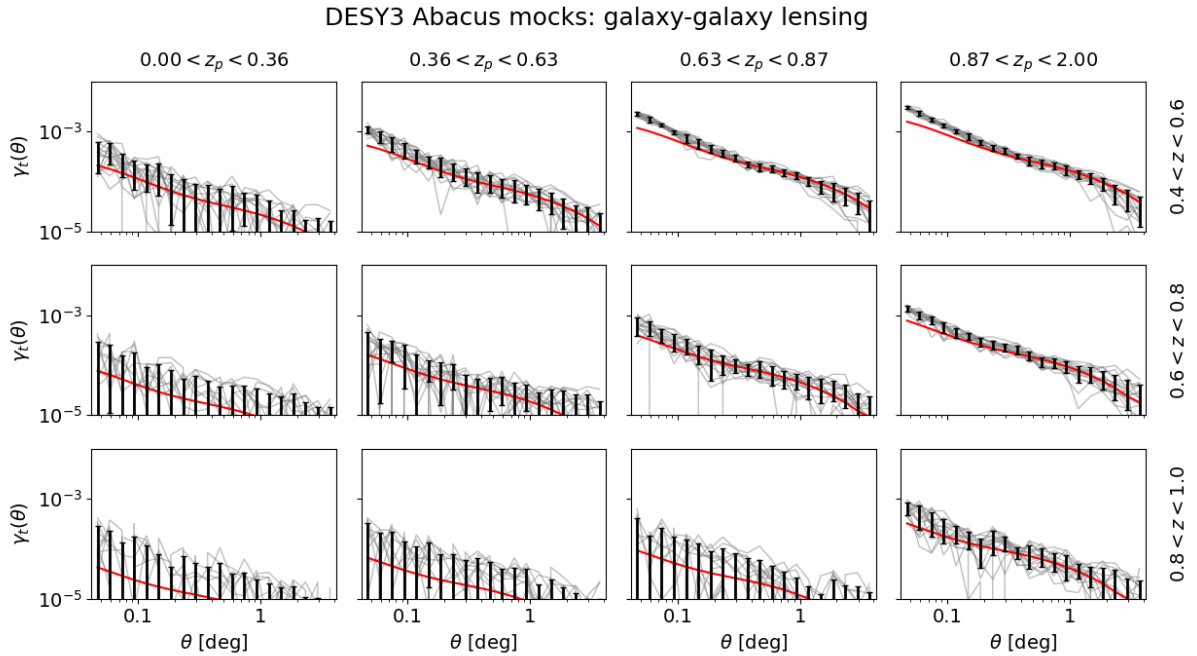 DESY3 Abacus mocks: galaxy-galaxy lensing
0.00 < z_p < 0.36
0.36 < z_p < 0.63
0.63 < z_p < 0.87
0.87 < z_p < 2.00
γ_t(θ)
10^{-3}
10^{-5}
0.4 < z < 0.6
γ_t(θ)
10^{-3}
10^{-5}
0.6 < z < 0.8
γ_t(θ)
10^{-3}
10^{-5}
0.8 < z < 1.0
0.1 1 0.1 1 0.1 1 0.1 1
θ [deg] θ [deg] θ [deg] θ [deg]